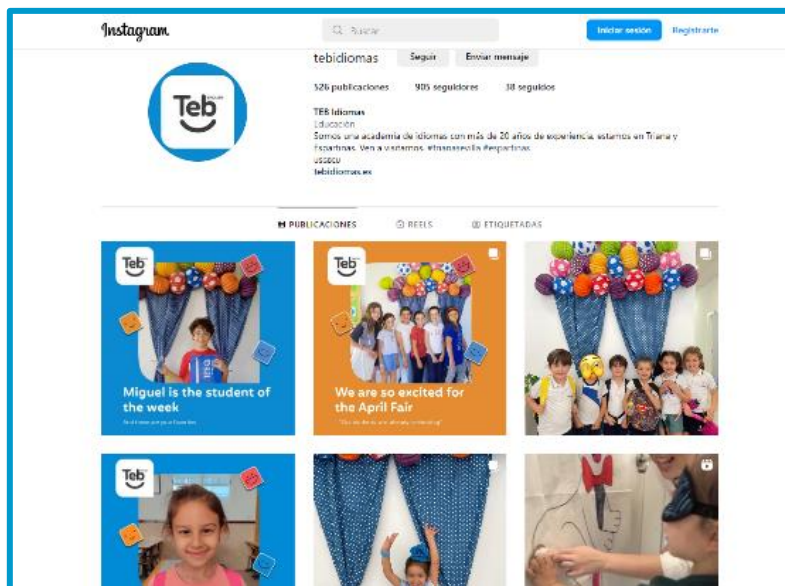 Instagram
Buscar
Iniciar sesión
Registrarte
tebidiomas
Seguir
Enviar mensaje
526 publicaciones
905 seguidores
38 seguidos
TEB Idiomas
Educación
Somos una academia de idiomas con más de 20 años de experiencia, estamos en Triana y
Espartinas. Ven a visitarnos. #trianasevilla #espartinas
tebidiomas.es
PUBLICACIONES
REELS
ETIQUETADAS
Teb
Miguel is the student of
the week
Teb
We are so excited for
the April Fair
Teb